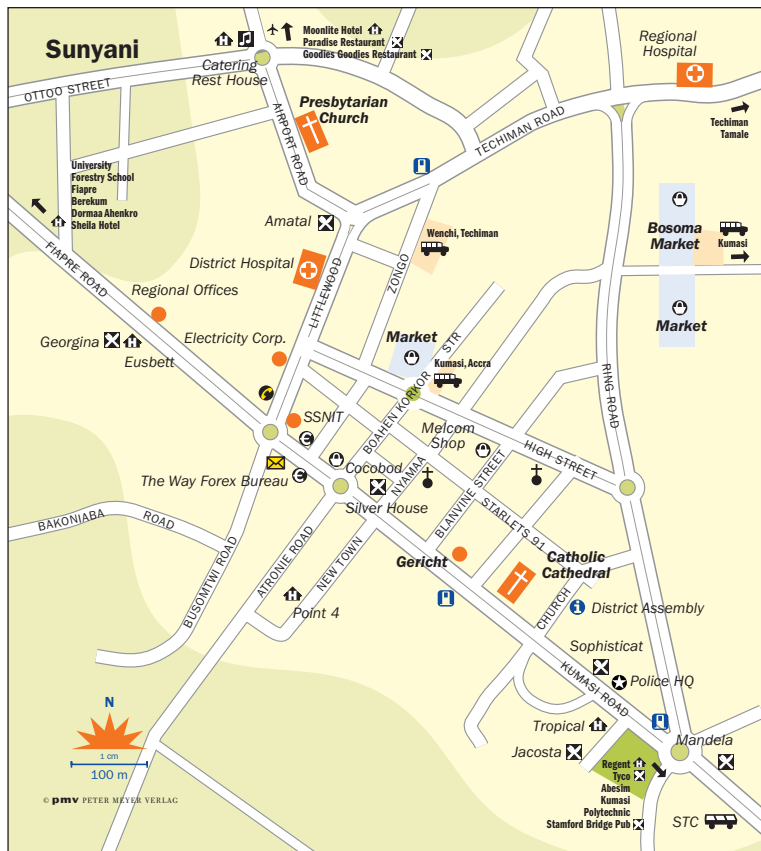 Sunyani
Moonlite Hotel
Paradise Restaurant
Goodies Goodies Restaurant
Catering
Rest House
Regional
Hospital
OTTOO STREET
AIRPORT ROAD
Presbytarian
Church
TECHIMAN ROAD
Techiman
Tamale
University
Forestry School
Fiapre
Berekum
Dormaa Ahenkro
Sheila Hotel
Amatal
Wenchi, Techiman
Bosoma
Market
Kumasi
FIAPRE ROAD
District Hospital
LITTLEWOOD
ZONGO
Regional Offices
Electricity Corp.
Market
Market
Georgina
Eusbett
Kumasi, Accra
BOAHEN KORKOR STR
RING ROAD
SSNIT
Melcom
Shop
HIGH STREET
The Way Forex Bureau
Cocobod
NYAMAA
Silver House
BLANVINE STREET
STARLETS 91
BAKONIABA ROAD
BUSOMTWI ROAD
ATRONIE ROAD
NEW TOWN
Gericht
Catholic
Cathedral
CHURCH
Point 4
District Assembly
Sophisticat
Police HQ
KUMASI ROAD
N
Tropical
Mandela
Jacosta
1 cm
100 m
Regent
Tyco
Abesim
Kumasi
Polytechnic
Stamford Bridge Pub
STC
© pmv PETER MEYER VERLAG